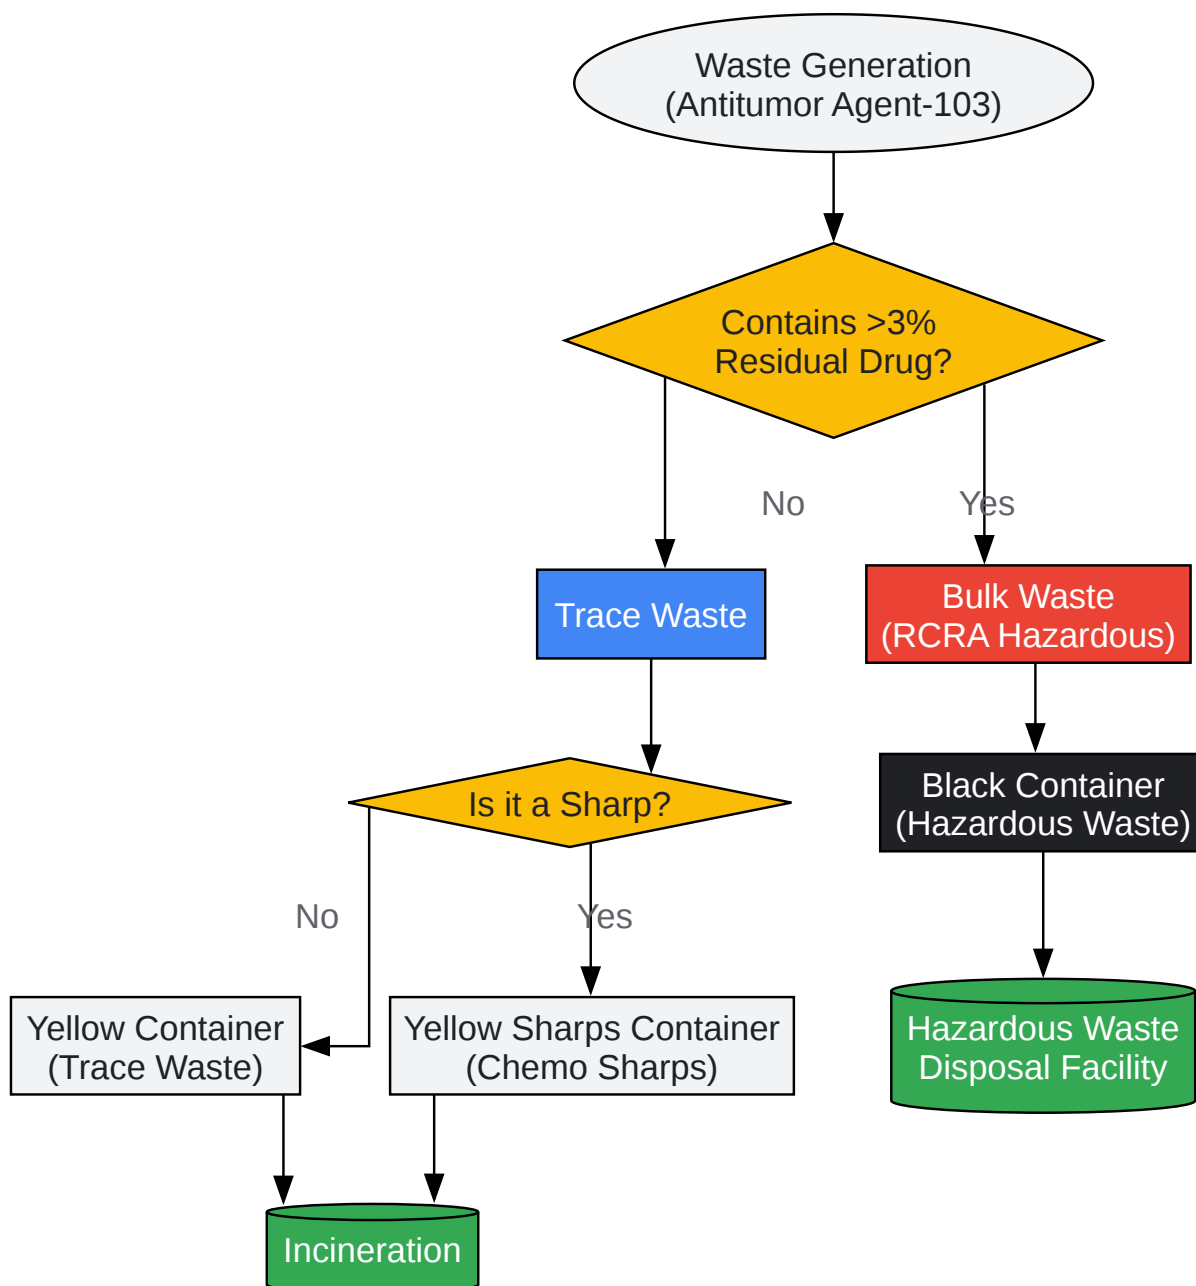 Waste Generation
(Antitumor Agent-103)
Contains >3%
Residual Drug?
No
Yes
Trace Waste
Bulk Waste
(RCRA Hazardous)
Is it a Sharp?
Black Container
(Hazardous Waste)
No
Yes
Yellow Container
(Trace Waste)
Yellow Sharps Container
(Chemo Sharps)
Hazardous Waste
Disposal Facility
Incineration